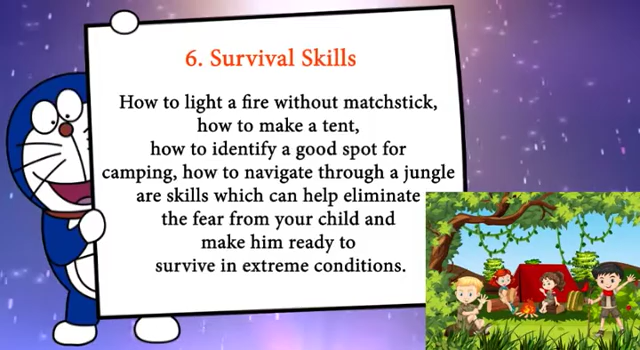 6. Survival Skills
How to light a fire without matchstick,
how to make a tent,
how to identify a good spot for
camping, how to navigate through a jungle
are skills which can help eliminate
the fear from your child and
make him ready to
survive in extreme conditions.